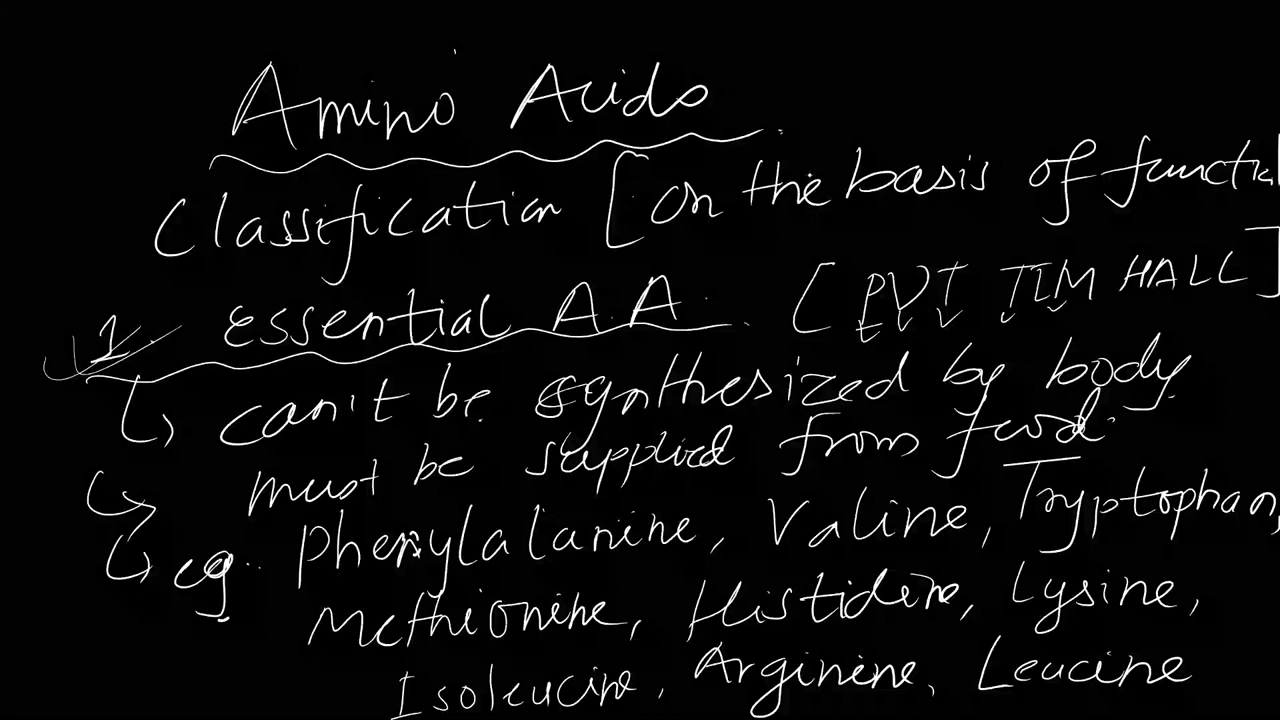 Amino Acids
Classification [on the basis of functio
1. essential A.A. [PVT TIM HALL]
can't be synthesized by body.
must be supplied from food.
eg. Phenylalanine, Valine, Tryptophan,
Methionine, Histidine, Lysine,
Isoleucine, Arginine, Leucine